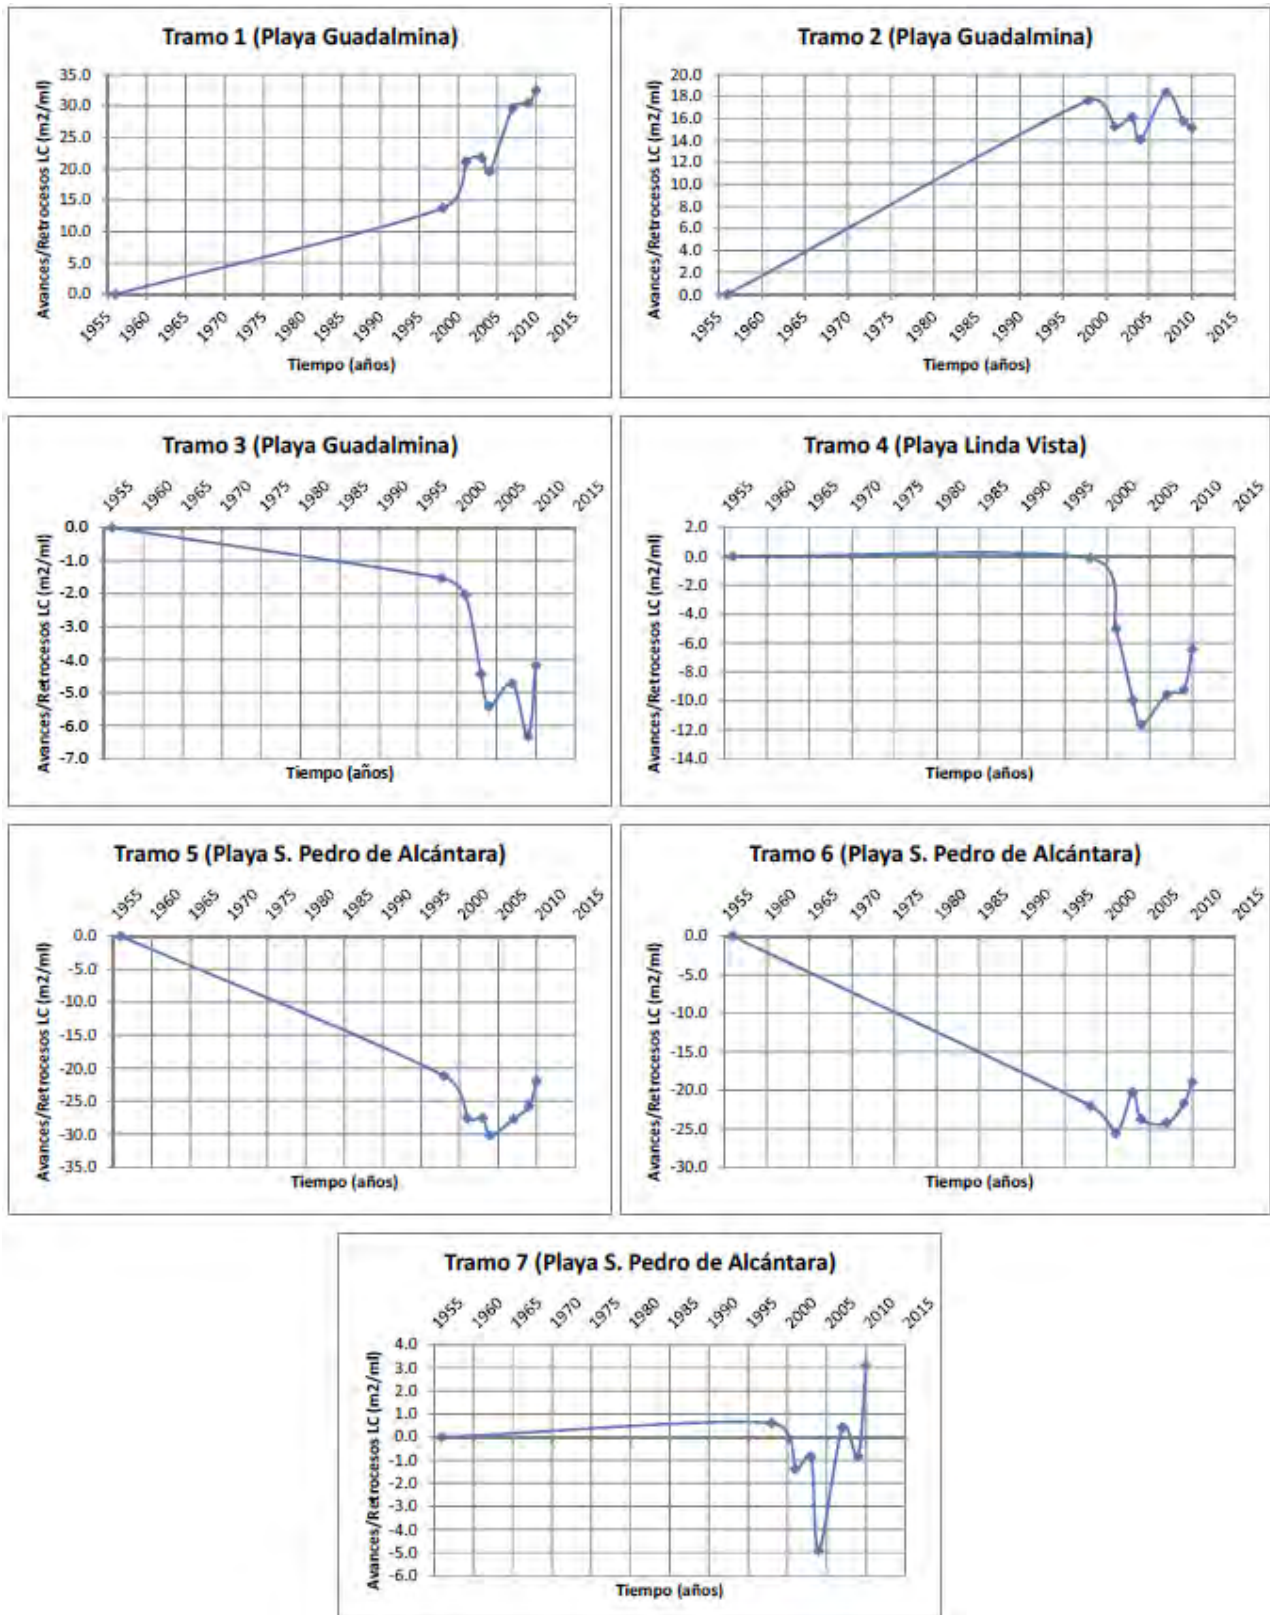 Tramo 1 (Playa Guadalmina)
Avances/Retrocesos LC (m2/ml)
35.0
30.0
25.0
20.0
15.0
10.0
5.0
0.0
1955 1960 1965 1970 1975 1980 1985 1990 1995 2000 2005 2010 2015
Tiempo (años)
Tramo 2 (Playa Guadalmina)
Avances/Retrocesos LC (m2/ml)
20.0
18.0
16.0
14.0
12.0
10.0
8.0
6.0
4.0
2.0
0.0
1955 1960 1965 1970 1975 1980 1985 1990 1995 2000 2005 2010 2015
Tiempo (años)
Tramo 3 (Playa Guadalmina)
1955 1960 1965 1970 1975 1980 1985 1990 1995 2000 2005 2010 2015
Avances/Retrocesos LC (m2/ml)
0.0
-1.0
-2.0
-3.0
-4.0
-5.0
-6.0
-7.0
Tiempo (años)
Tramo 4 (Playa Linda Vista)
1955 1960 1965 1970 1975 1980 1985 1990 1995 2000 2005 2010 2015
Avances/Retrocesos LC (m2/ml)
2.0
0.0
-2.0
-4.0
-6.0
-8.0
-10.0
-12.0
-14.0
Tiempo (años)
Tramo 5 (Playa S. Pedro de Alcántara)
1955 1960 1965 1970 1975 1980 1985 1990 1995 2000 2005 2010 2015
Avances/Retrocesos LC (m2/ml)
0.0
-5.0
-10.0
-15.0
-20.0
-25.0
-30.0
-35.0
Tiempo (años)
Tramo 6 (Playa S. Pedro de Alcántara)
1955 1960 1965 1970 1975 1980 1985 1990 1995 2000 2005 2010 2015
Avances/Retrocesos LC (m2/ml)
0.0
-5.0
-10.0
-15.0
-20.0
-25.0
-30.0
Tiempo (años)
Tramo 7 (Playa S. Pedro de Alcántara)
1955 1960 1965 1970 1975 1980 1985 1990 1995 2000 2005 2010 2015
Avances/Retrocesos LC (m2/ml)
4.0
3.0
2.0
1.0
0.0
-1.0
-2.0
-3.0
-4.0
-5.0
-6.0
Tiempo (años)